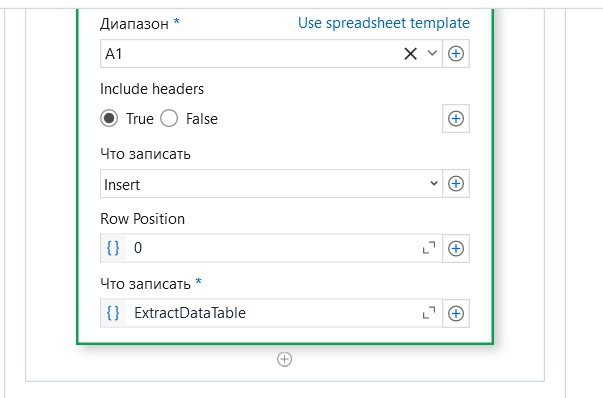 Диапазон * Use spreadsheet template
A1
Include headers
True False
Что записать
Insert
Row Position
{} 0
Что записать *
{} ExtractDataTable